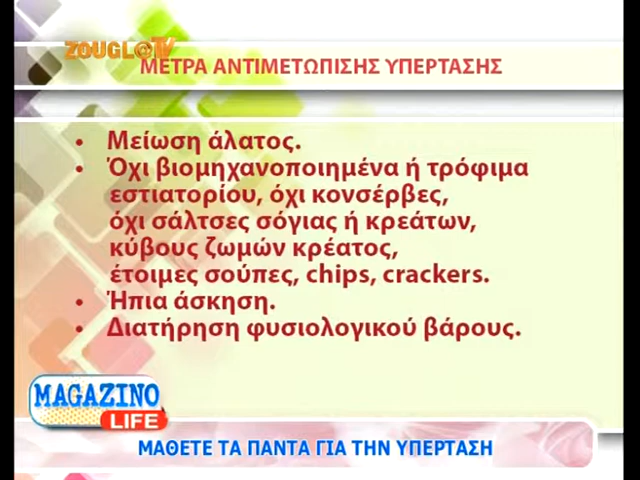 ZOUGL@TV
ΜΕΤΡΑ ΑΝΤΙΜΕΤΩΠΙΣΗΣ ΥΠΕΡΤΑΣΗΣ
• Μείωση άλατος.
• Όχι βιομηχανοποιημένα ή τρόφιμα
εστιατορίου, όχι κονσέρβες,
όχι σάλτσες σόγιας ή κρεάτων,
κύβους ζωμών κρέατος,
έτοιμες σούπες, chips, crackers.
• Ήπια άσκηση.
• Διατήρηση φυσιολογικού βάρους.
MAGAZINO
LIFE
ΜΑΘΕΤΕ ΤΑ ΠΑΝΤΑ ΓΙΑ ΤΗΝ ΥΠΕΡΤΑΣΗ